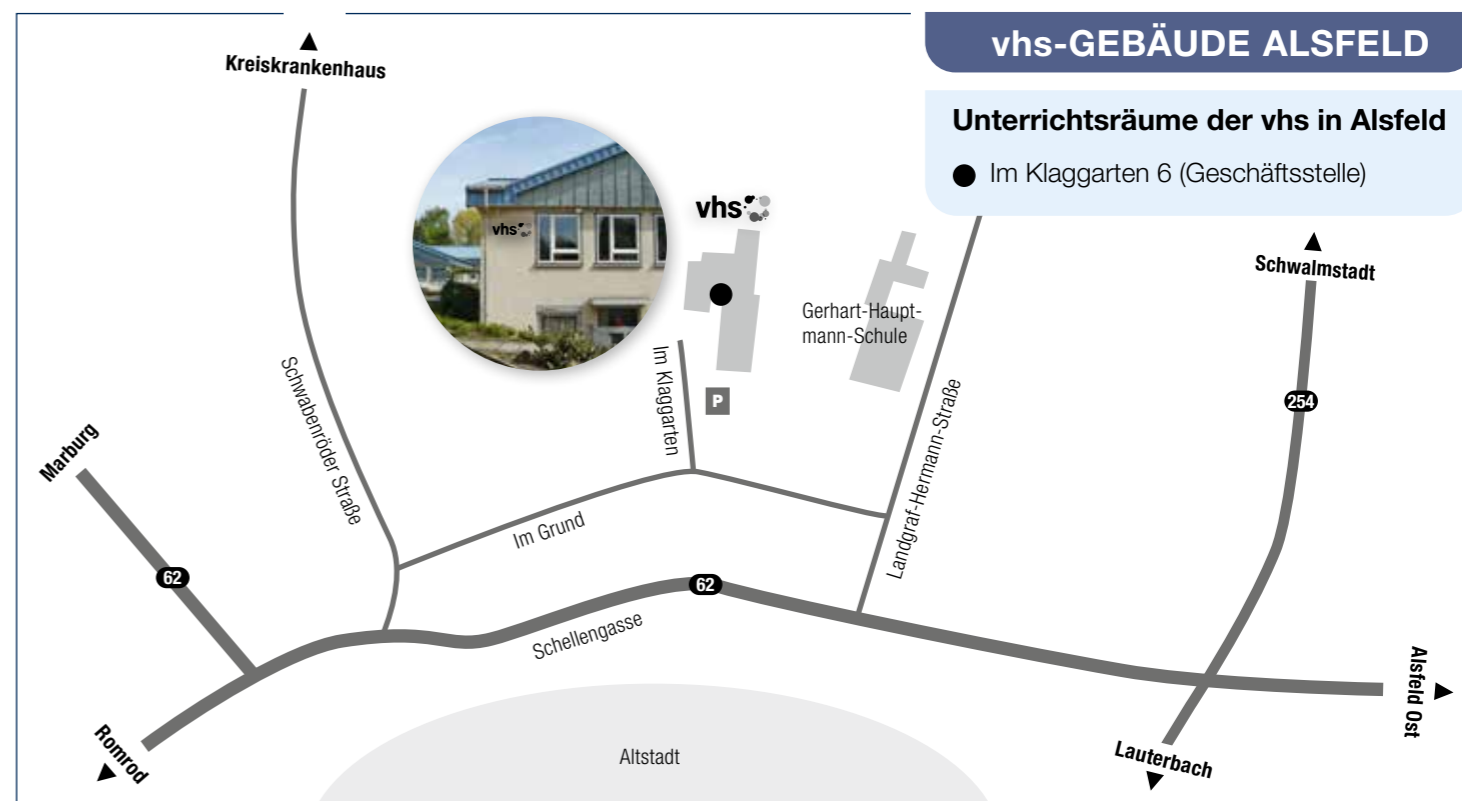 vhs-GEBÄUDE ALSFELD
Unterrichtsräume der vhs in Alsfeld
Im Klaggarten 6 (Geschäftsstelle)
Kreiskrankenhaus
vhs
vhs
Schwalmstadt
Gerhart-Haupt-
mann-Schule
Im Klaggarten
P
Schwabenröder Straße
Landgraf-Hermann-Straße
254
Marburg
62
Im Grund
62
Schellengasse
Alsfeld Ost
Romrod
Altstadt
Lauterbach